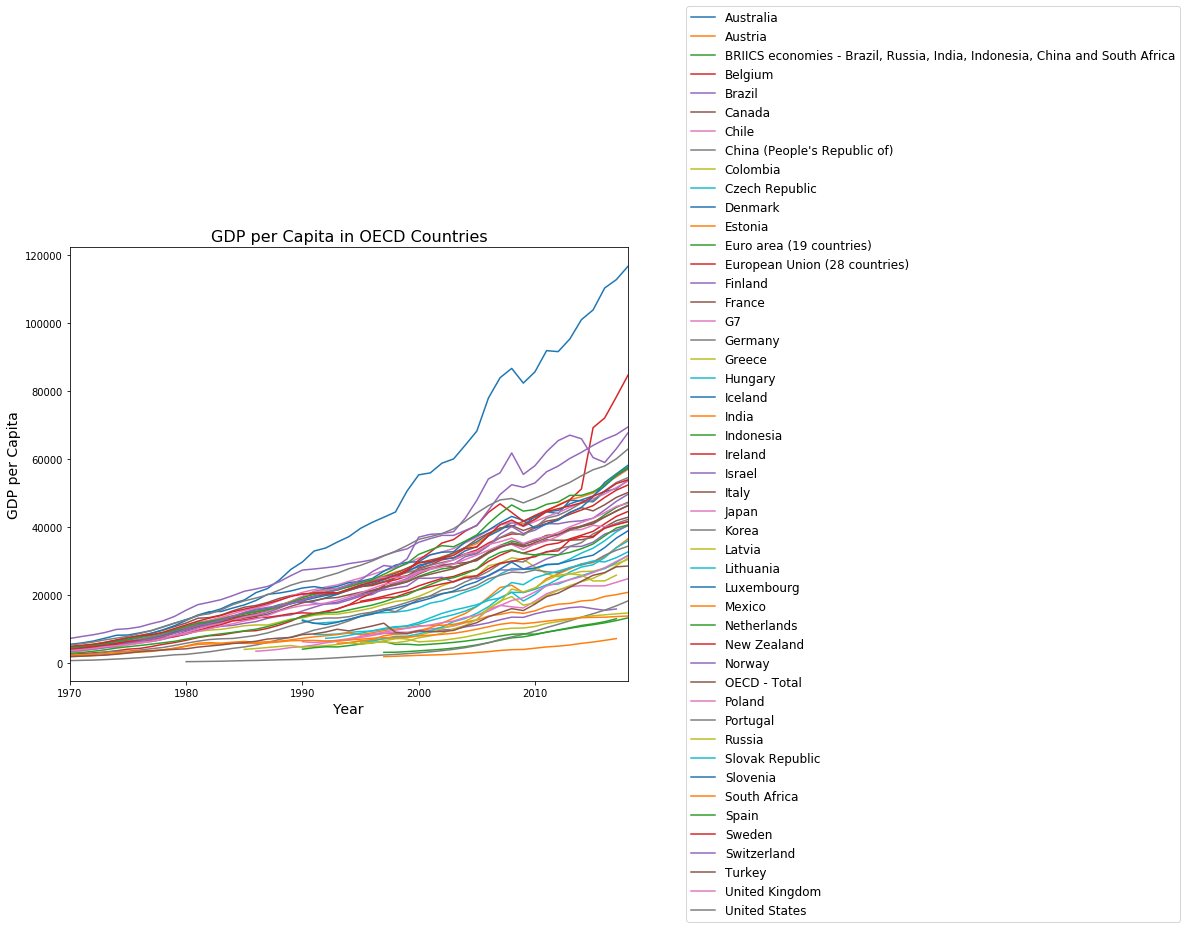 GDP per Capita in OECD Countries
GDP per Capita
120000
100000
80000
60000
40000
20000
0
1970
1980
1990
2000
2010
Year
Australia
Austria
BRIICS economies - Brazil, Russia, India, Indonesia, China and South Africa
Belgium
Brazil
Canada
Chile
China (People's Republic of)
Colombia
Czech Republic
Denmark
Estonia
Euro area (19 countries)
European Union (28 countries)
Finland
France
G7
Germany
Greece
Hungary
Iceland
India
Indonesia
Ireland
Israel
Italy
Japan
Korea
Latvia
Lithuania
Luxembourg
Mexico
Netherlands
New Zealand
Norway
OECD - Total
Poland
Portugal
Russia
Slovak Republic
Slovenia
South Africa
Spain
Sweden
Switzerland
Turkey
United Kingdom
United States